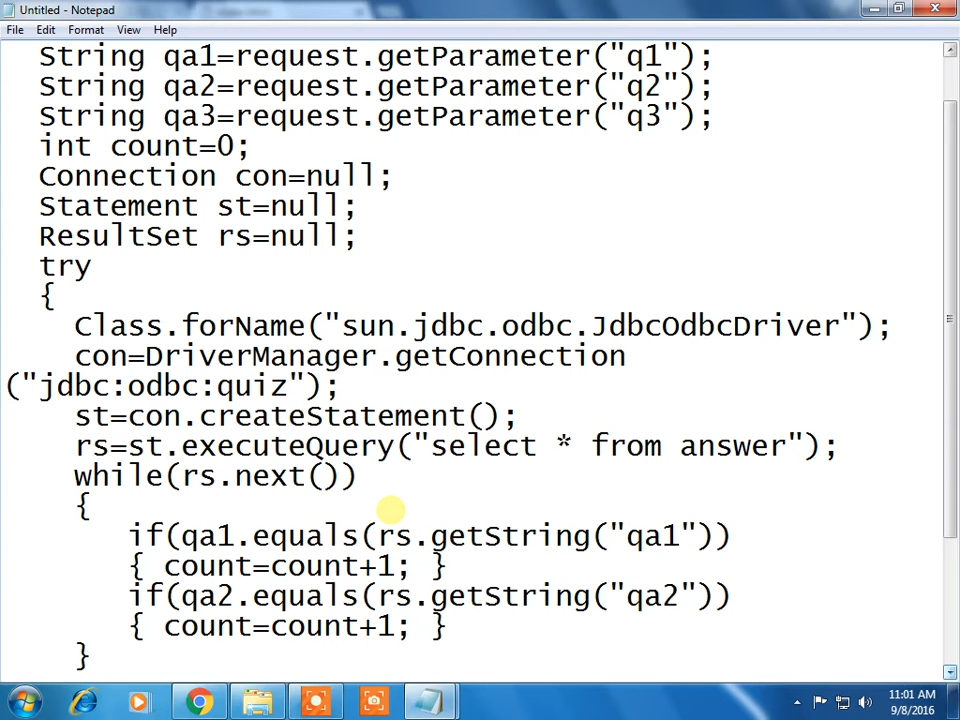 Untitled - Notepad
File Edit Format View Help
String qa1=request.getParameter("q1");
String qa2=request.getParameter("q2");
String qa3=request.getParameter("q3");
int count=0;
Connection con=null;
Statement st=null;
ResultSet rs=null;
try
{
Class.forName("sun.jdbc.odbc.JdbcOdbcDriver");
con=DriverManager.getConnection
("jdbc:odbc:quiz");
st=con.createStatement();
rs=st.executeQuery("select * from answer");
while(rs.next())
{
if(qa1.equals(rs.getString("qa1"))
{ count=count+1; }
if(qa2.equals(rs.getString("qa2"))
{ count=count+1; }
}
11:01 AM
9/8/2016